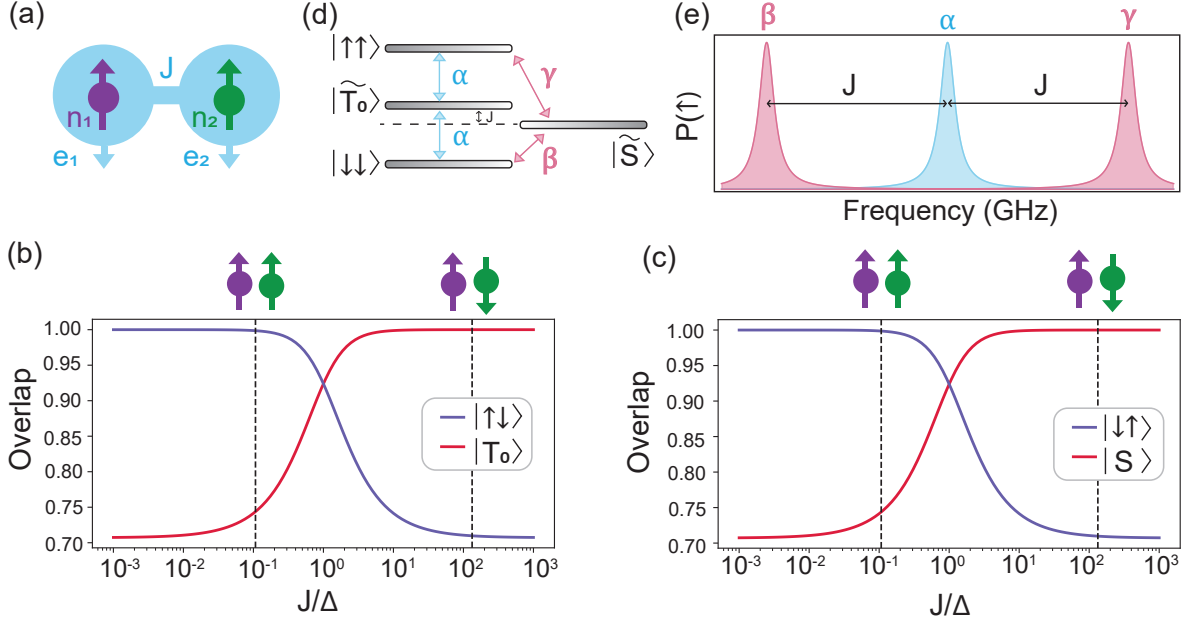 (a)
J
n₁
n₂
e₁
e₂
(d)
|↑↑⟩
|T̃₀⟩
|↓↓⟩
α
α
J
γ
β
|S̃⟩
(e)
β
α
γ
J
J
P(↑)
Frequency (GHz)
(b)
Overlap
1.00
0.95
0.90
0.85
0.80
0.75
0.70
|↑↓⟩
|T₀⟩
10⁻³
10⁻²
10⁻¹
10⁰
10¹
10²
10³
J/Δ
(c)
Overlap
1.00
0.95
0.90
0.85
0.80
0.75
0.70
|↓↑⟩
|S⟩
10⁻³
10⁻²
10⁻¹
10⁰
10¹
10²
10³
J/Δ